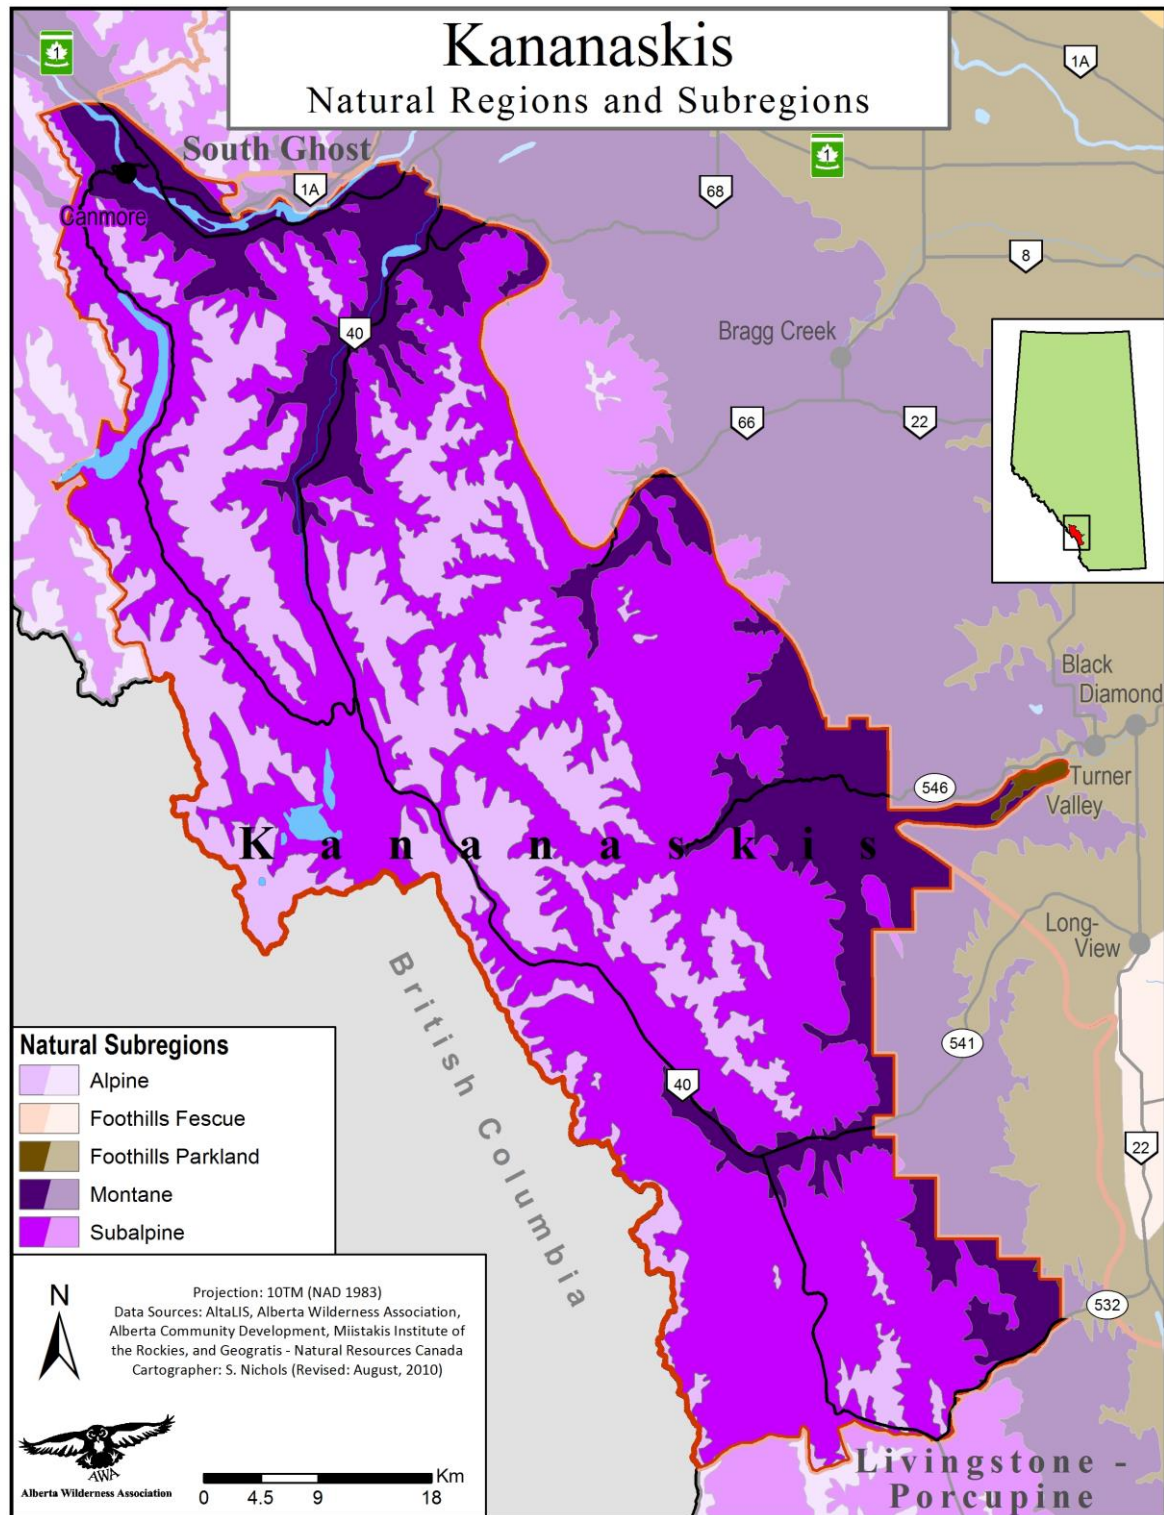 Kananaskis
Natural Regions and Subregions
1
1A
South Ghost
1A
1
68
Canmore
8
40
Bragg Creek
66
22
Black
Diamond
546
Turner
Valley
Kananaskis
Long-
View
British Columbia
541
40
22
532
Livingstone -
Porcupine
Natural Subregions
Alpine
Foothills Fescue
Foothills Parkland
Montane
Subalpine
N
Projection: 10TM (NAD 1983)
Data Sources: AltaLIS, Alberta Wilderness Association,
Alberta Community Development, Miistakis Institute of
the Rockies, and Geogratis - Natural Resources Canada
Cartographer: S. Nichols (Revised: August, 2010)
AWA
Alberta Wilderness Association
Km
0 4.5 9 18